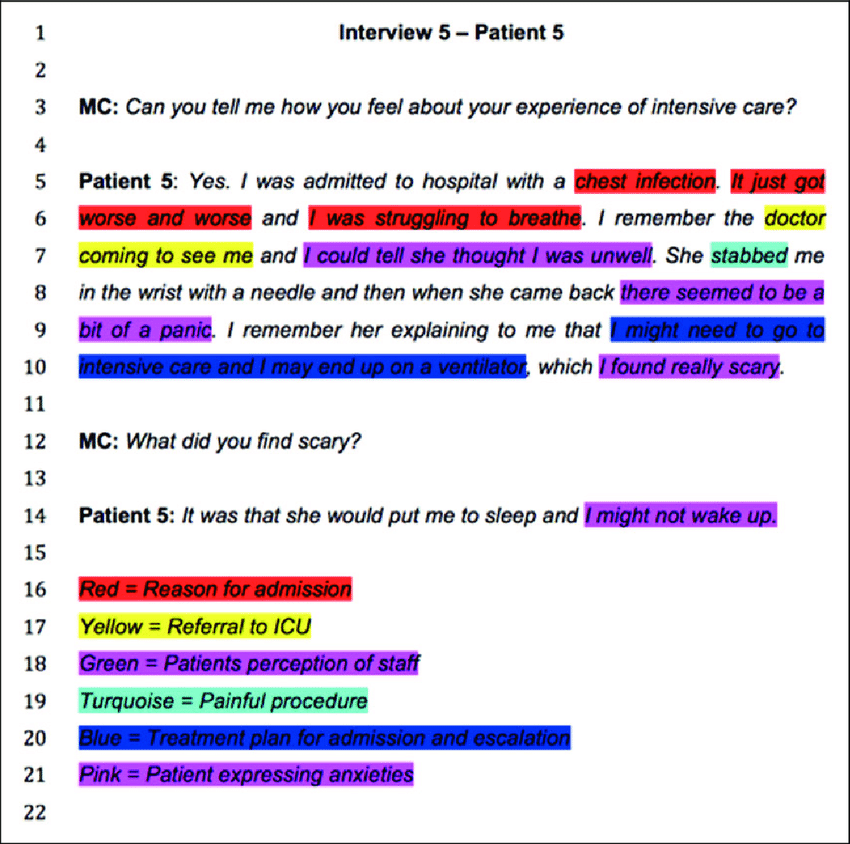 1 Interview 5 – Patient 5
2
3 MC: Can you tell me how you feel about your experience of intensive care?
4
5 Patient 5: Yes. I was admitted to hospital with a chest infection. It just got
6 worse and worse and I was struggling to breathe. I remember the doctor
7 coming to see me and I could tell she thought I was unwell. She stabbed me
8 in the wrist with a needle and then when she came back there seemed to be a
9 bit of a panic. I remember her explaining to me that I might need to go to
10 intensive care and I may end up on a ventilator, which I found really scary.
11
12 MC: What did you find scary?
13
14 Patient 5: It was that she would put me to sleep and I might not wake up.
15
16 Red = Reason for admission
17 Yellow = Referral to ICU
18 Green = Patients perception of staff
19 Turquoise = Painful procedure
20 Blue = Treatment plan for admission and escalation
21 Pink = Patient expressing anxieties
22